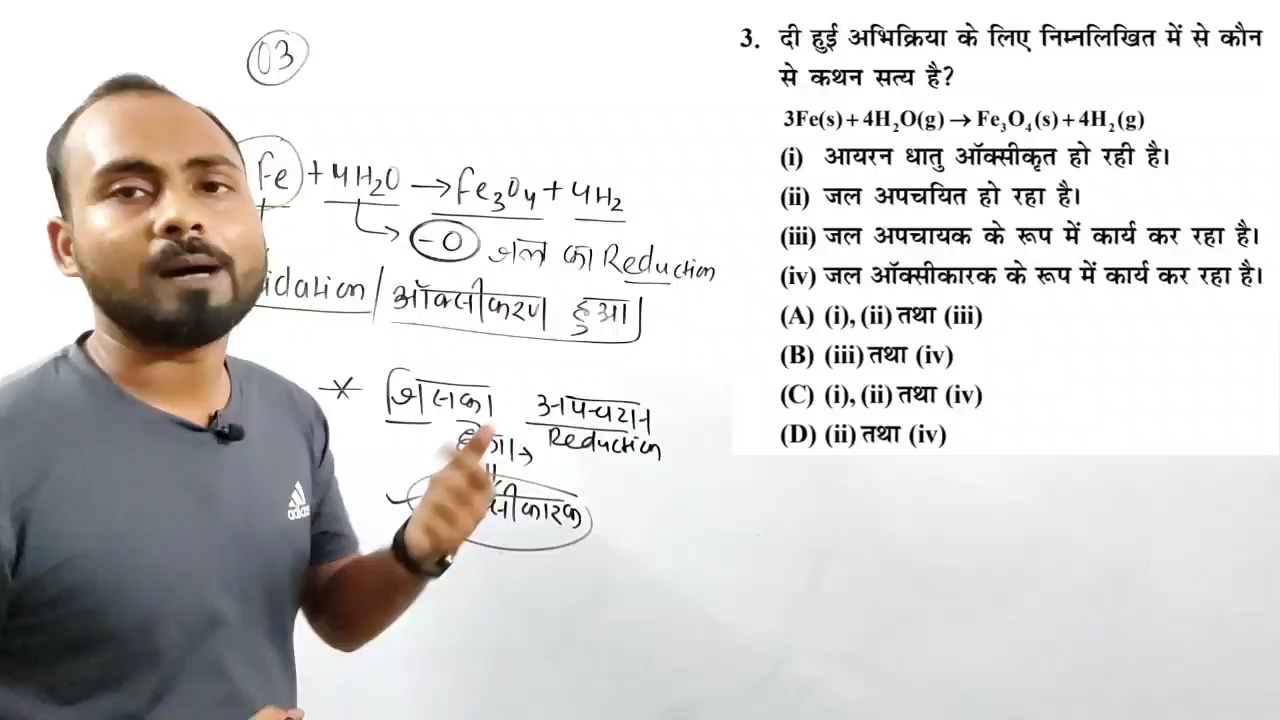 03
Fe + 4H2O → Fe3O4 + 4H2
-O जल का Reduction
idation / ऑक्सीकरण हुआ
* जिसका अपचयन
होगा → Reduction
सीकारक
adidas
3. दी हुई अभिक्रिया के लिए निम्नलिखित में से कौन
से कथन सत्य है?
3Fe(s)+4H₂O(g)→Fe₃O₄(s)+4H₂(g)
(i) आयरन धातु ऑक्सीकृत हो रही है।
(ii) जल अपचयित हो रहा है।
(iii) जल अपचायक के रूप में कार्य कर रहा है।
(iv) जल ऑक्सीकारक के रूप में कार्य कर रहा है।
(A) (i), (ii) तथा (iii)
(B) (iii) तथा (iv)
(C) (i), (ii) तथा (iv)
(D) (ii) तथा (iv)